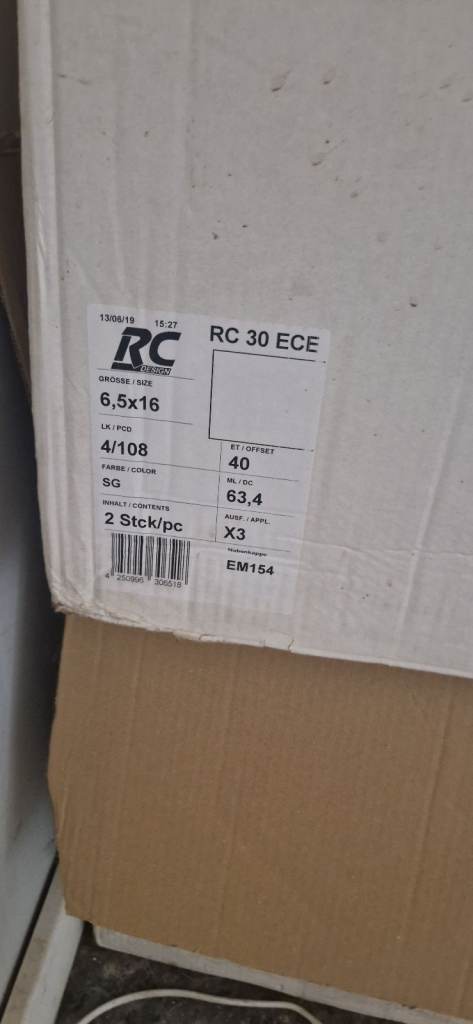 13/06/19 15:27
RC
DESIGN
RC 30 ECE
GRÖSSE / SIZE
6,5x16
LK / PCD
4/108
ET / OFFSET
40
FARBE / COLOR
SG
ML / DC
63,4
INHALT / CONTENTS
2 Stck/pc
AUSF. / APPL.
X3
Nabenkappe
EM154
4 250996 306518